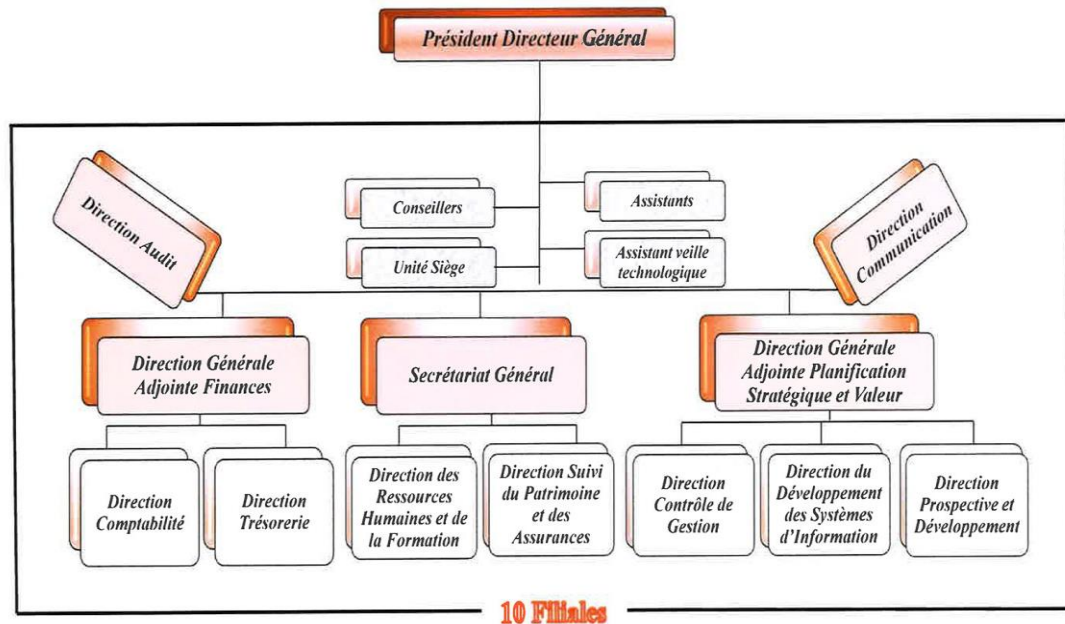 Président Directeur Général
Conseillers
Assistants
Unité Siège
Assistant veille
technologique
Direction Audit
Direction
Communication
Direction Générale
Adjointe Finances
Secrétariat Général
Direction Générale
Adjointe Planification
Stratégique et Valeur
Direction
Comptabilité
Direction
Trésorerie
Direction des
Ressources
Humaines et de
la Formation
Direction Suivi
du Patrimoine
et des
Assurances
Direction
Contrôle de
Gestion
Direction du
Développement
des Systèmes
d'Information
Direction
Prospective et
Développement
10 Filiales